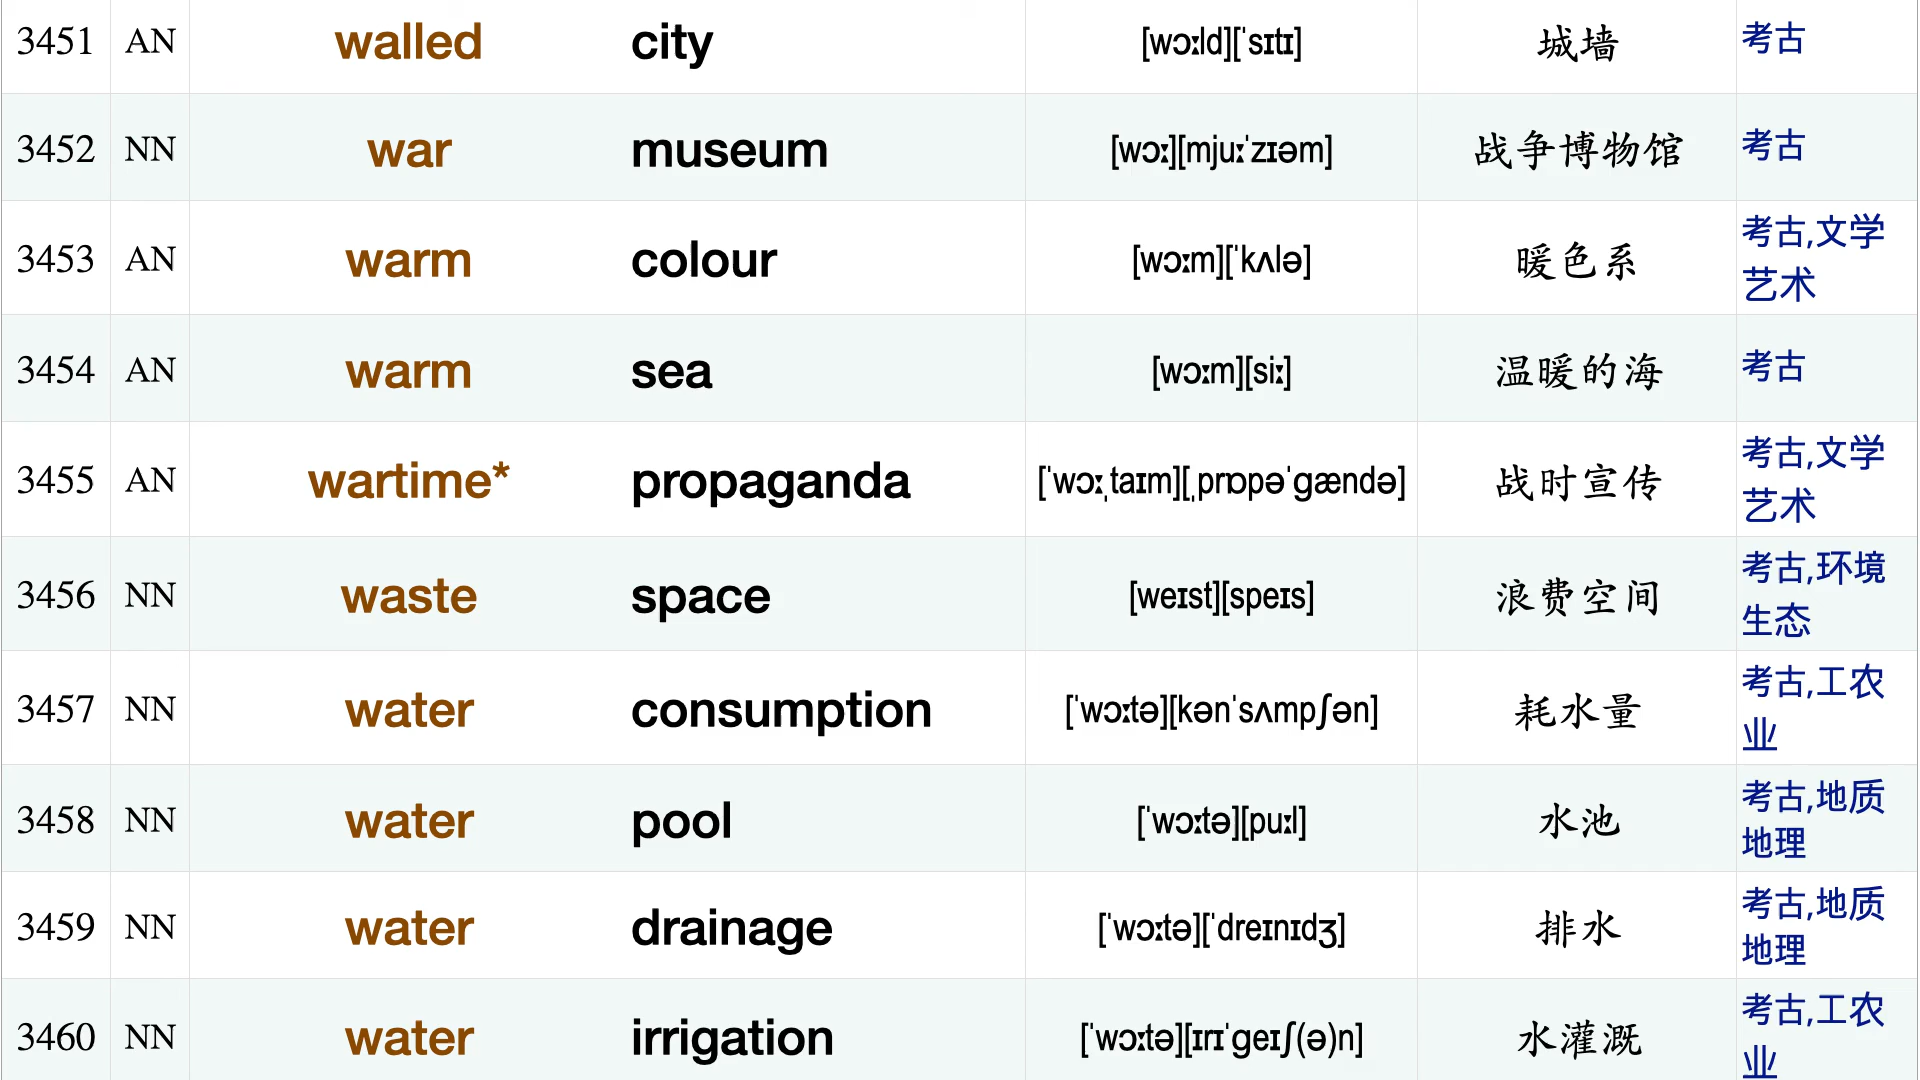 3451 AN walled city [wɔːld][ˈsɪtɪ] 城墙 考古
3452 NN war museum [wɔː][mjuːˈzɪəm] 战争博物馆 考古
3453 AN warm colour [wɔːm][ˈkʌlə] 暖色系 考古,文学
艺术
3454 AN warm sea [wɔːm][siː] 温暖的海 考古
3455 AN wartime* propaganda [ˈwɔːˌtaɪm][ˌprɒpəˈɡændə] 战时宣传 考古,文学
艺术
3456 NN waste space [weɪst][speɪs] 浪费空间 考古,环境
生态
3457 NN water consumption [ˈwɔːtə][kənˈsʌmpʃən] 耗水量 考古,工农
业
3458 NN water pool [ˈwɔːtə][puːl] 水池 考古,地质
地理
3459 NN water drainage [ˈwɔːtə][ˈdreɪnɪdʒ] 排水 考古,地质
地理
3460 NN water irrigation [ˈwɔːtə][ɪrɪˈɡeɪʃ(ə)n] 水灌溉 考古,工农
业